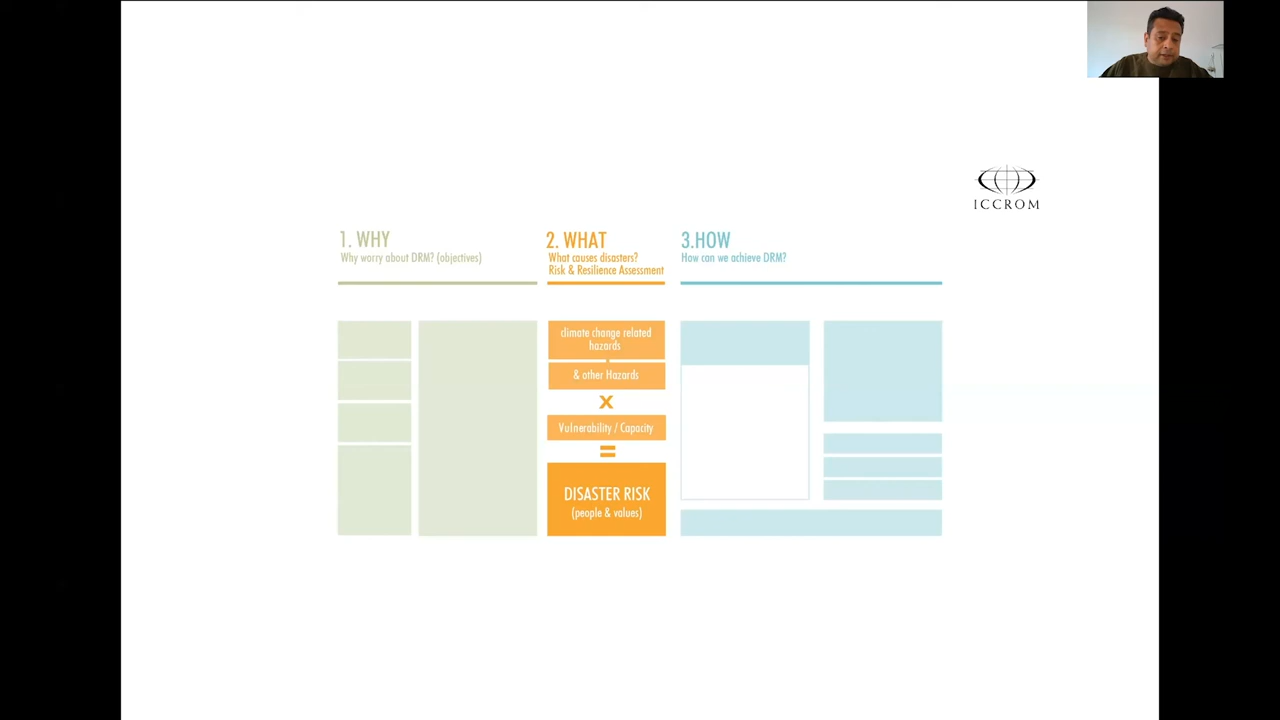 ICCROM
1. WHY
Why worry about DRM? (objectives)
2. WHAT
What causes disasters?
Risk & Resilience Assessment
3.HOW
How can we achieve DRM?
climate change related
hazards
& other Hazards
X
Vulnerability / Capacity
=
DISASTER RISK
(people & values)